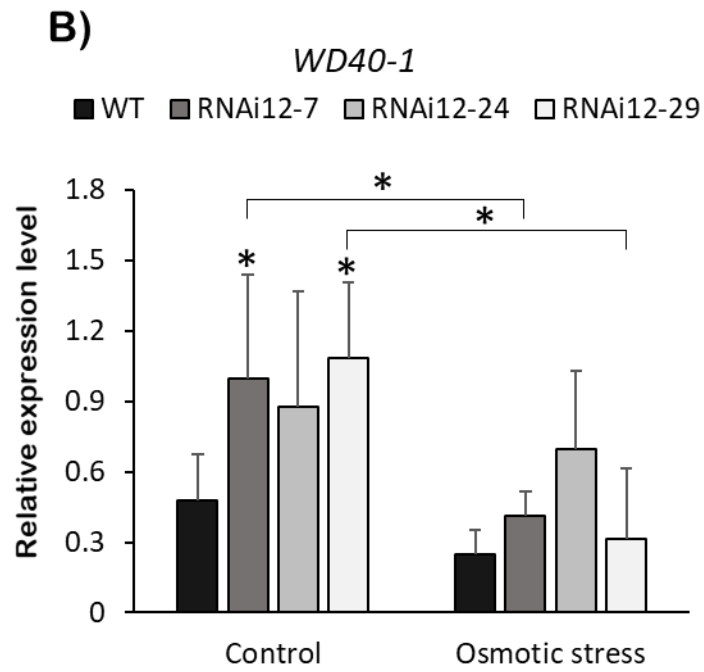 B)
WD40-1
WT RNAi12-7 RNAi12-24 RNAi12-29
Relative expression level
1.8
1.5
1.2
0.9
0.6
0.3
0
*
*
*
*
Control Osmotic stress